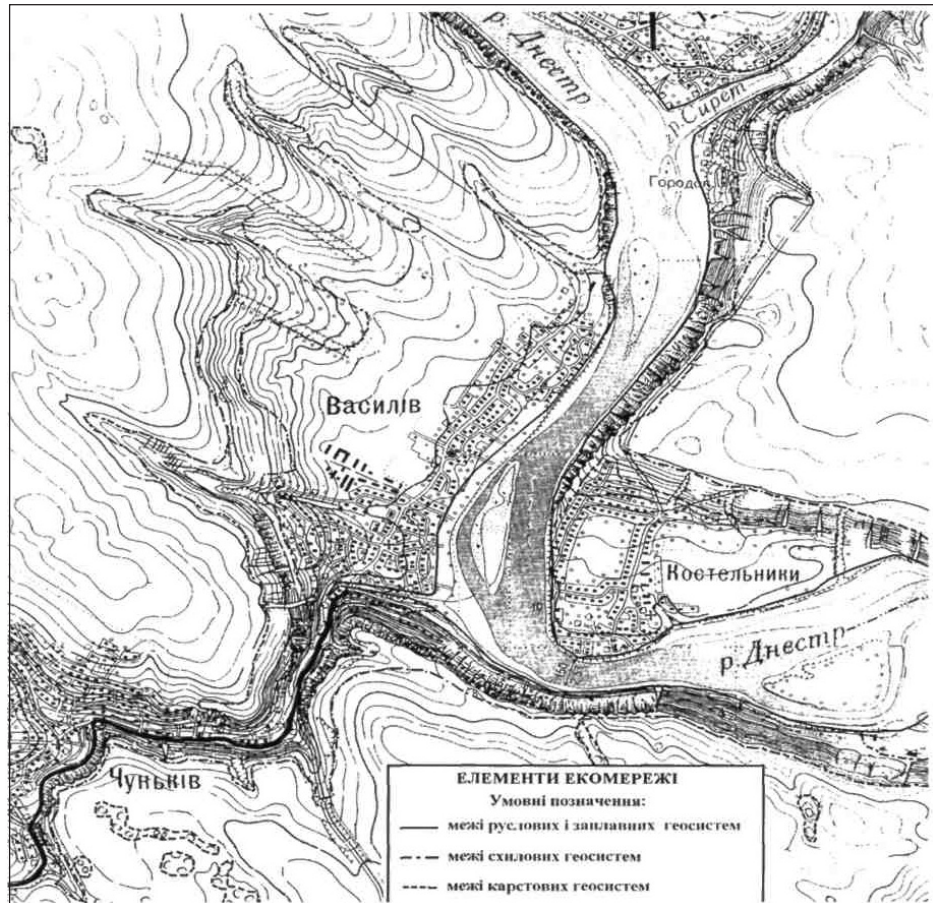 р. Днестр
р. Сирет
Городок
Василів
Костельники
р. Днестр
Чуньків
ЕЛЕМЕНТИ ЕКОМЕРЕЖІ
Умовні позначення:
межі руслових і заплавних геосистем
межі схилових геосистем
межі карстових геосистем